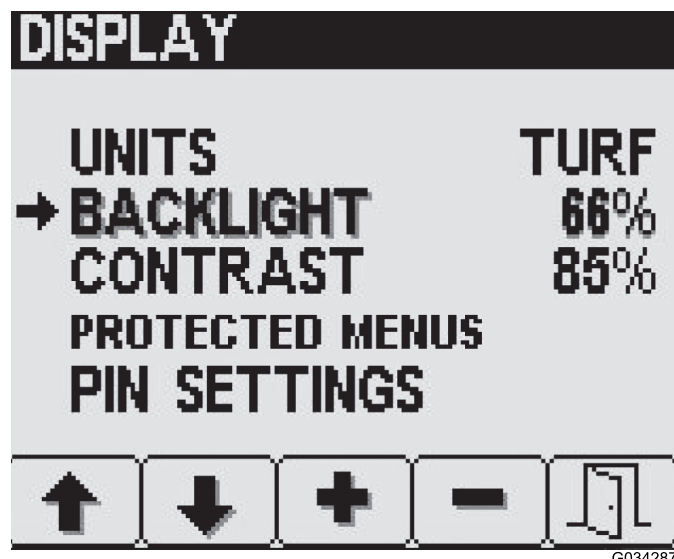 DISPLAY
UNITS TURF
BACKLIGHT 66%
CONTRAST 85%
PROTECTED MENUS
PIN SETTINGS
G034287